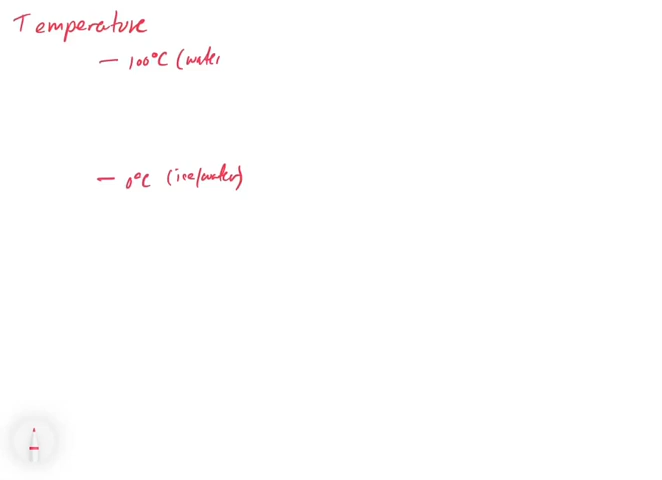 Temperature
— 100°C (water
— 0°C (ice/water)